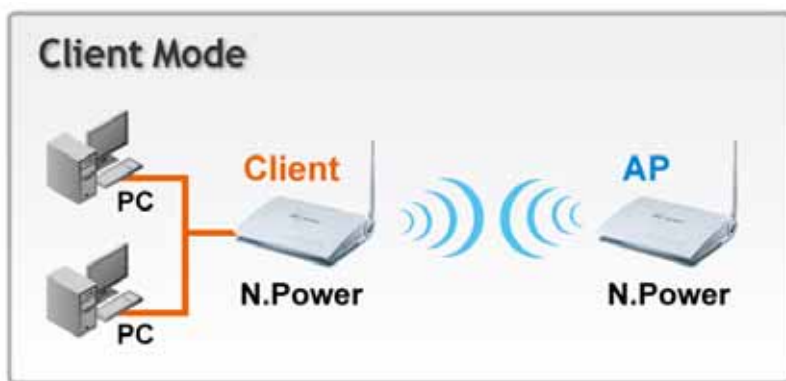 Client Mode
PC
Client
AP
N.Power
N.Power
PC